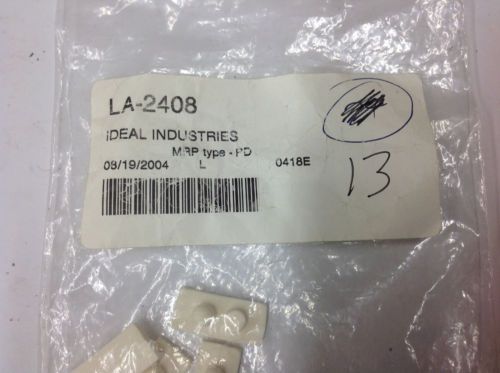 LA-2408
IDEAL INDUSTRIES
MRP type - PD
08/19/2004 L 0418E
13